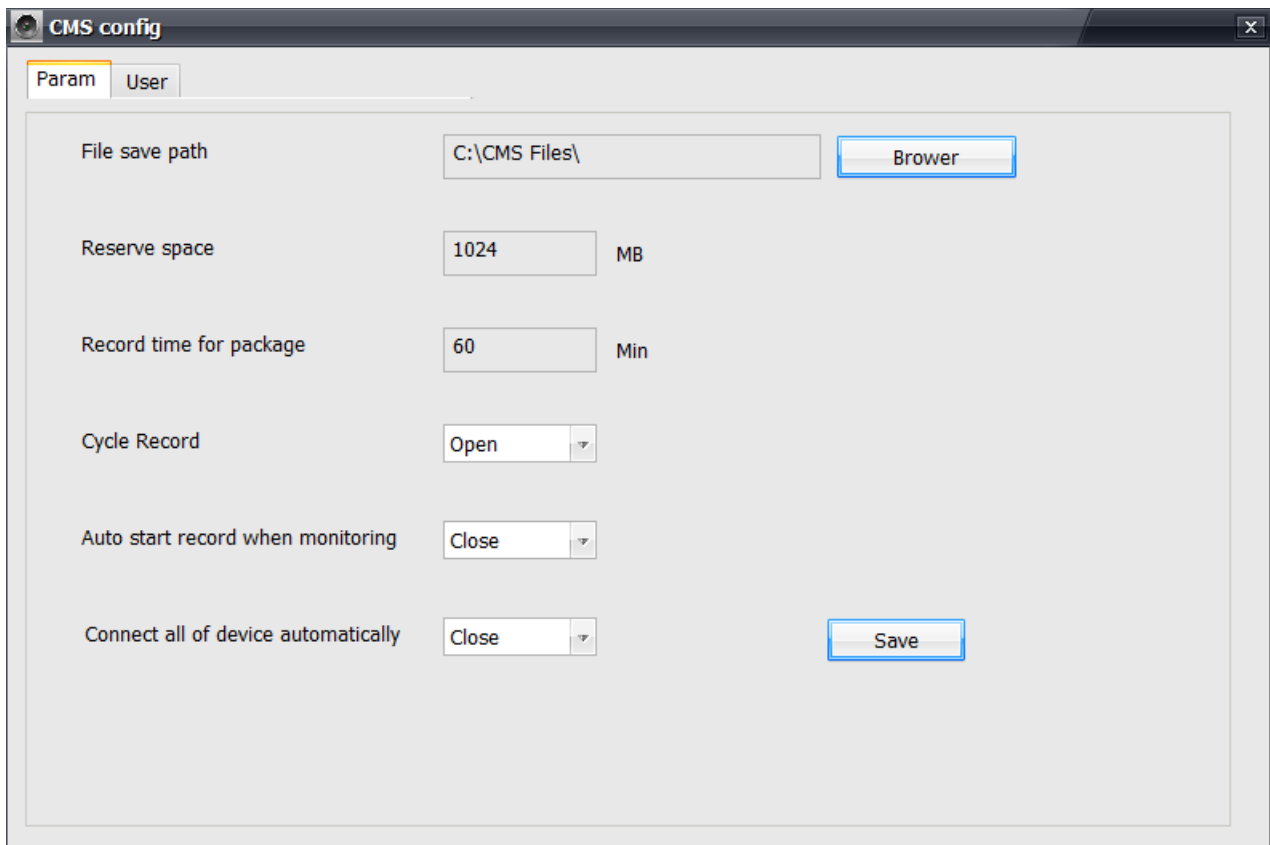 CMS config
Param User
File save path C:\CMS Files\ Brower
Reserve space 1024 MB
Record time for package 60 Min
Cycle Record Open
Auto start record when monitoring Close
Connect all of device automatically Close Save